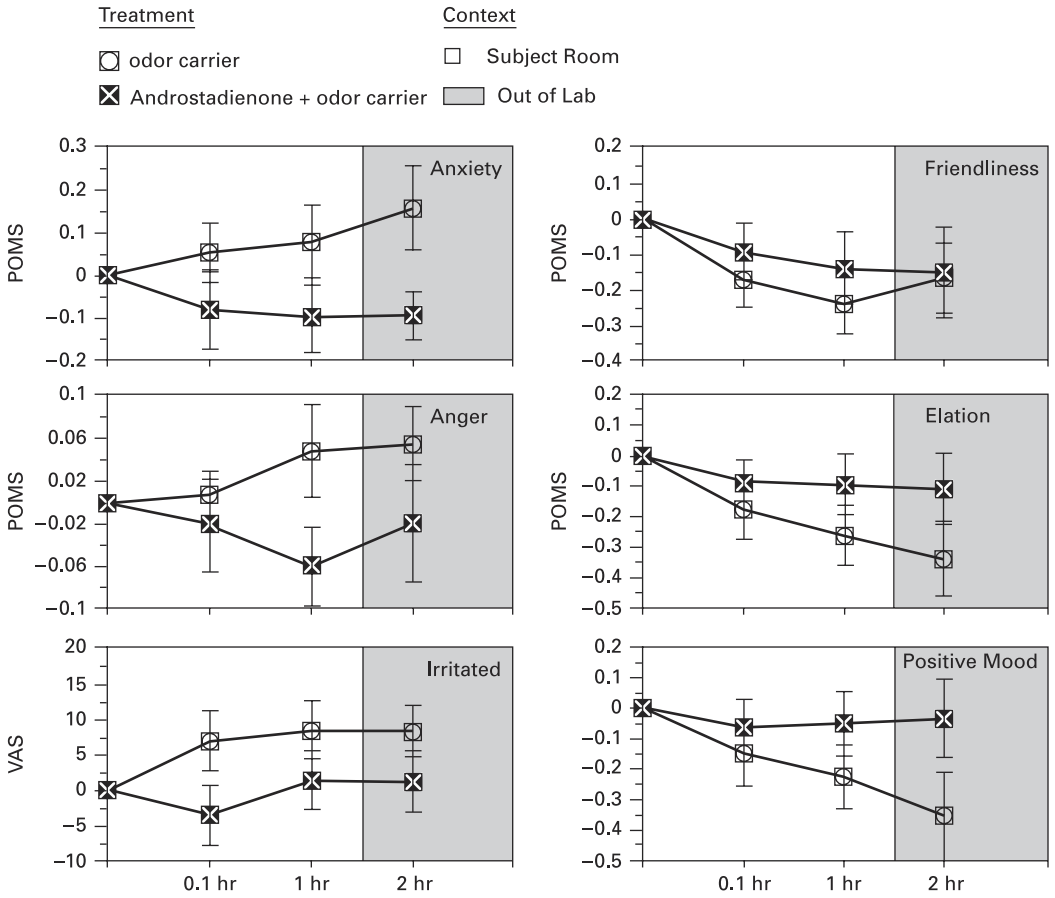 Treatment Context
odor carrier Subject Room
Androstadienone + odor carrier Out of Lab
Anxiety
POMS
0.3
0.2
0.1
0
−0.1
−0.2
Friendliness
POMS
0.2
0.1
0
−0.1
−0.2
−0.3
−0.4
Anger
POMS
0.1
0.06
0.02
−0.02
−0.06
−0.1
Elation
POMS
0.2
0.1
0
−0.1
−0.2
−0.3
−0.4
−0.5
Irritated
VAS
20
15
10
5
0
−5
−10
0.1 hr 1 hr 2 hr
Positive Mood
0.2
0.1
0
−0.1
−0.2
−0.3
−0.4
−0.5
0.1 hr 1 hr 2 hr